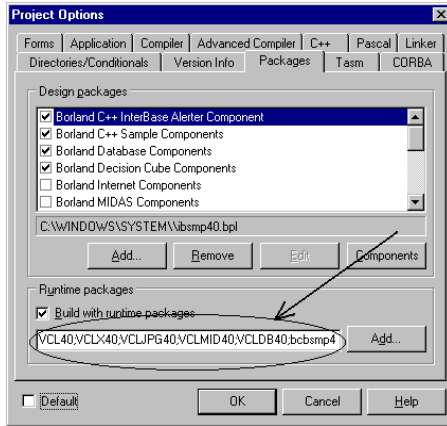 Project Options
Forms Application Compiler Advanced Compiler C++ Pascal Linker
Directories/Conditionals Version Info Packages Tasm CORBA
Design packages
Borland C++ InterBase Alerter Component
Borland C++ Sample Components
Borland Database Components
Borland Decision Cube Components
Borland Internet Components
Borland MIDAS Components
C:\WINDOWS\SYSTEM\\ibsmp40.bpl
Add... Remove Edit Components
Runtime packages
Build with runtime packages
VCL40;VCLX40;VCLJPG40;VCLMID40;VCLDB40;bcbsmp4 Add...
Default OK Cancel Help